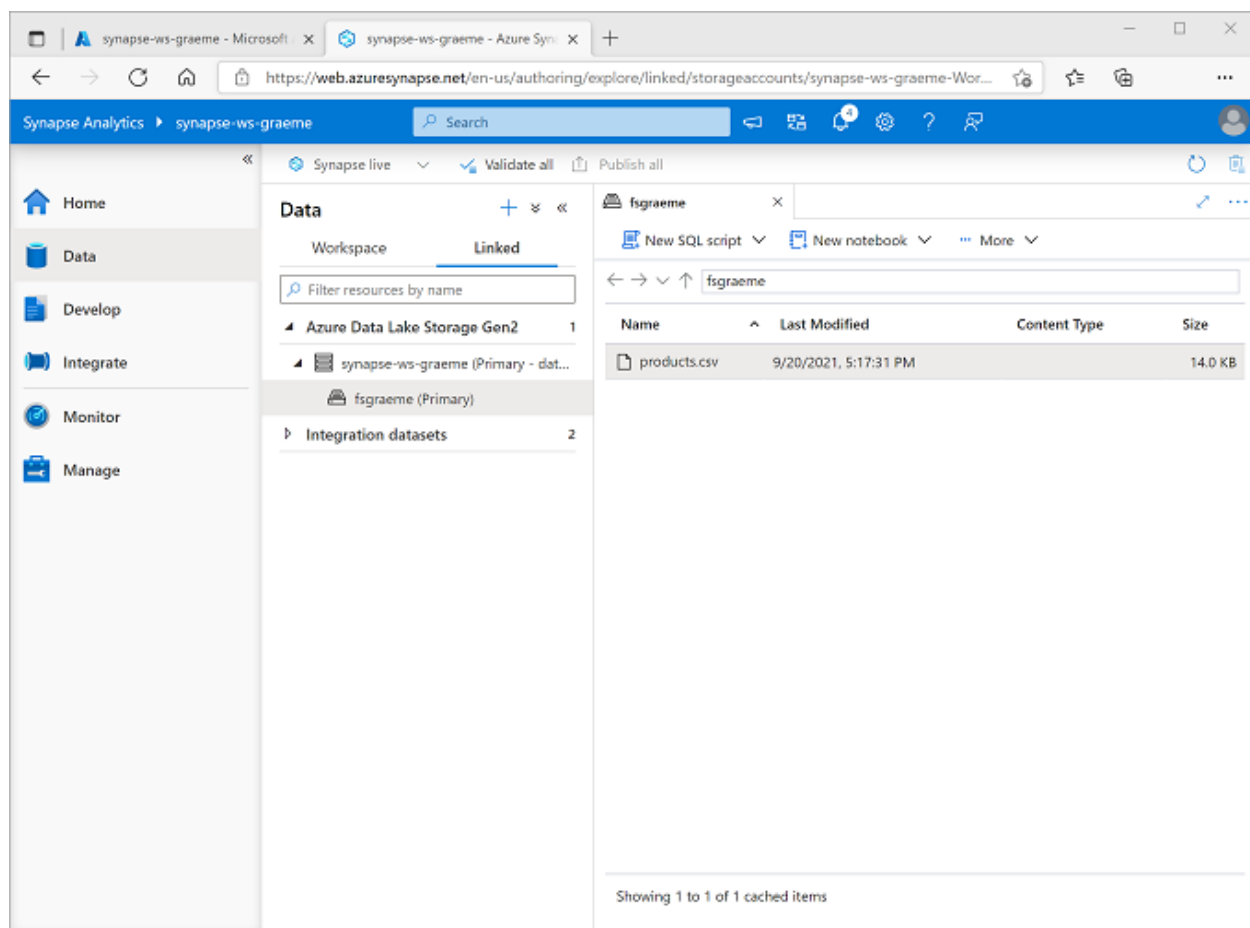 synapse-ws-graeme - Microsoft
synapse-ws-graeme - Azure Syn
https://web.azuresynapse.net/en-us/authoring/explore/linked/storageaccounts/synapse-ws-graeme-Wor...
Synapse Analytics synapse-ws-graeme
Search
4
Synapse live
Validate all
Publish all
Home
Data
Develop
Integrate
Monitor
Manage
Data
Workspace Linked
Filter resources by name
Azure Data Lake Storage Gen2 1
synapse-ws-graeme (Primary - dat...
fsgraeme (Primary)
Integration datasets 2
fsgraeme
New SQL script New notebook ... More
fsgraeme
Name Last Modified Content Type Size
products.csv 9/20/2021, 5:17:31 PM 14.0 KB
Showing 1 to 1 of 1 cached items